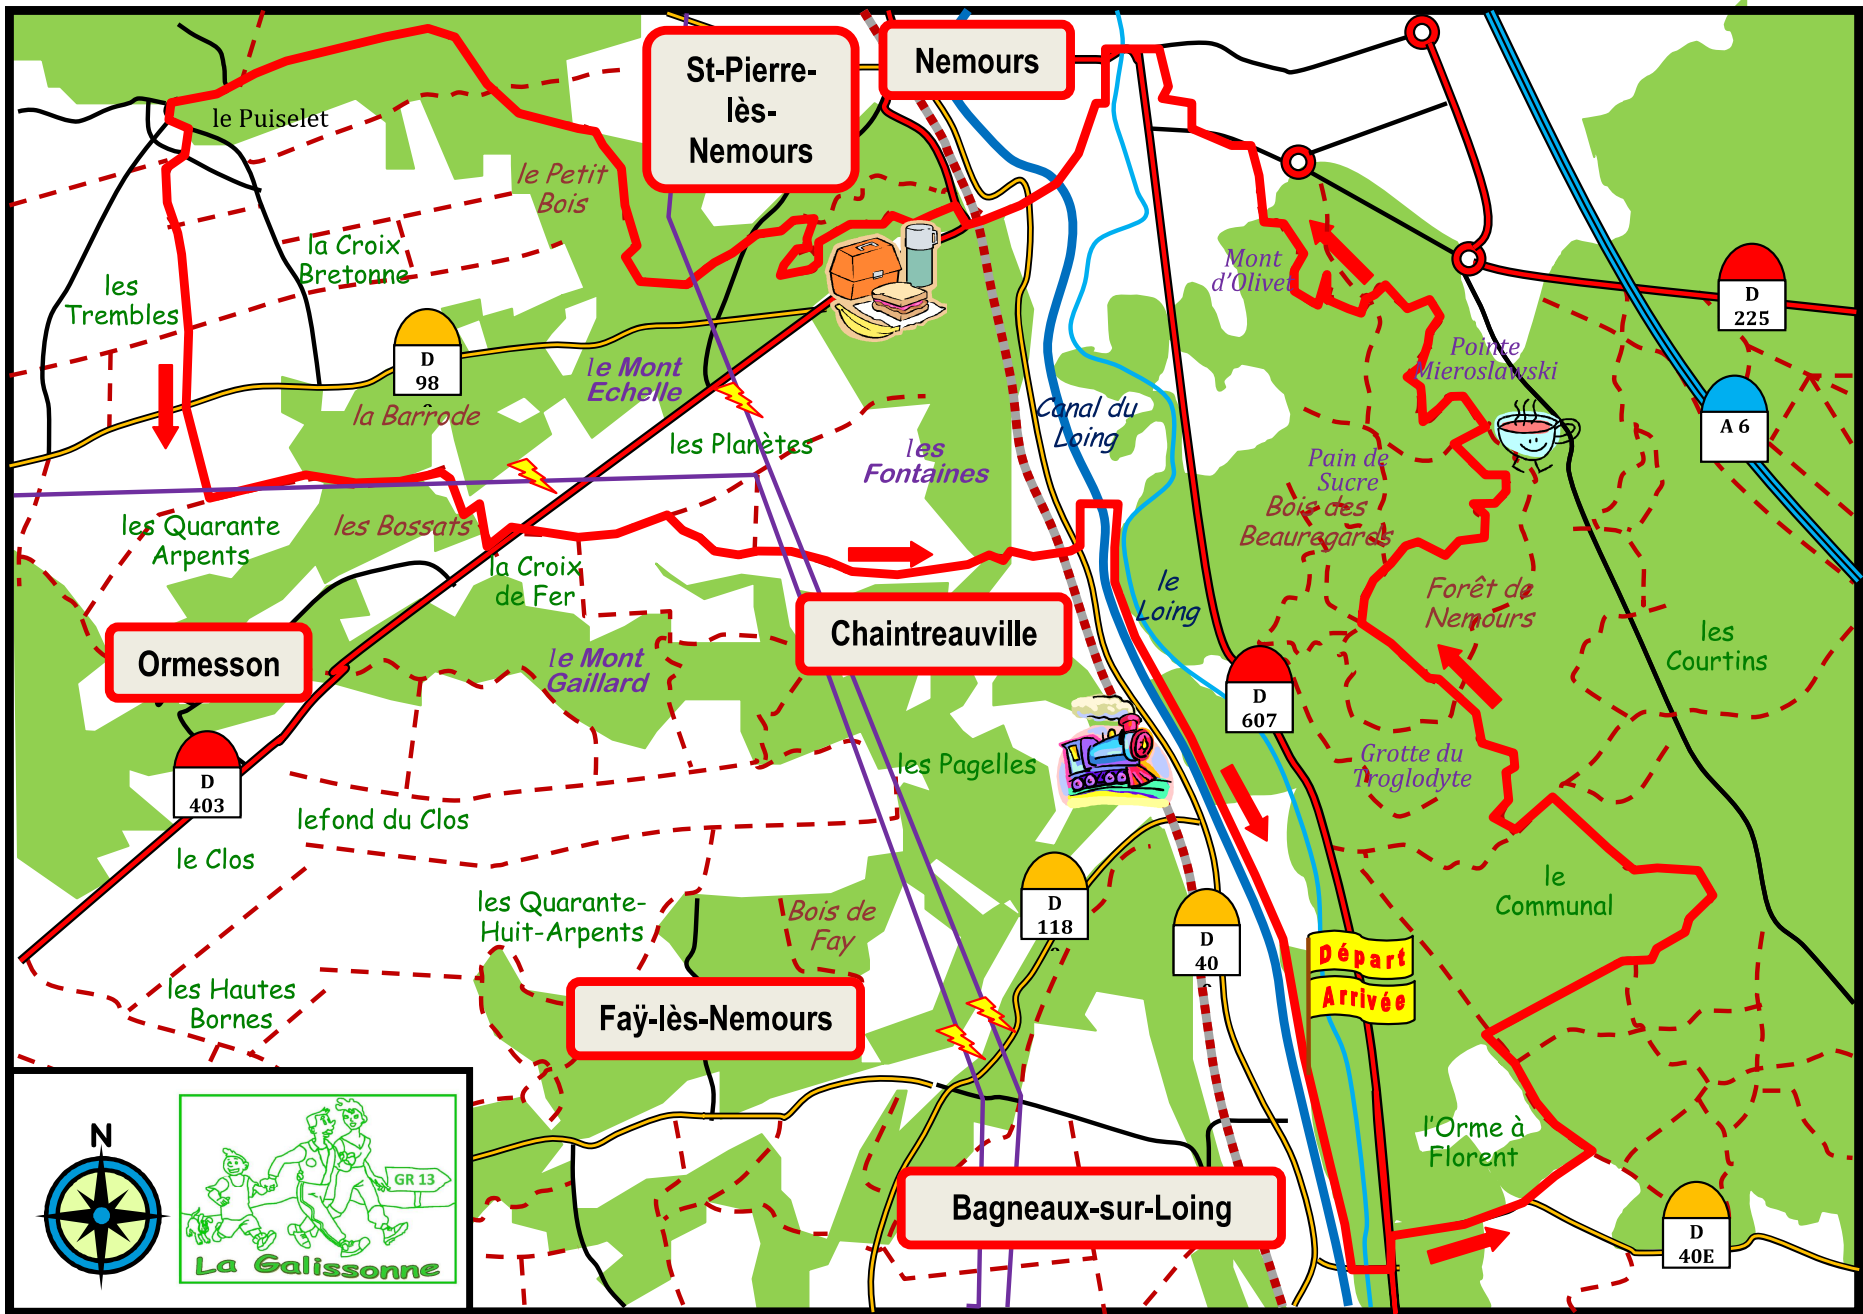 St-Pierre-
lès-
Nemours
Nemours
le Puiselet
le Petit
Bois
la Croix
Bretonne
les
Trembles
Mont
d'Olivet
D
225
D
98
le Mont
Echelle
la Barrode
Pointe
Mieroslawski
A 6
Canal du
Loing
les Planètes
les
Fontaines
Pain de
Sucre
Bois des
Beauregards
les Quarante
Arpents
les Bossats
la Croix
de Fer
le
Loing
Forêt de
Nemours
les
Courtins
Chaintreauville
Ormesson
le Mont
Gaillard
D
607
D
403
les Pagelles
Grotte du
Troglodyte
lefond du Clos
le Clos
les Quarante-
Huit-Arpents
Bois de
Fay
D
118
D
40
le
Communal
Départ
Arrivée
les Hautes
Bornes
Faÿ-lès-Nemours
l'Orme à
Florent
N
GR 13
La Galissonne
Bagneaux-sur-Loing
D
40E